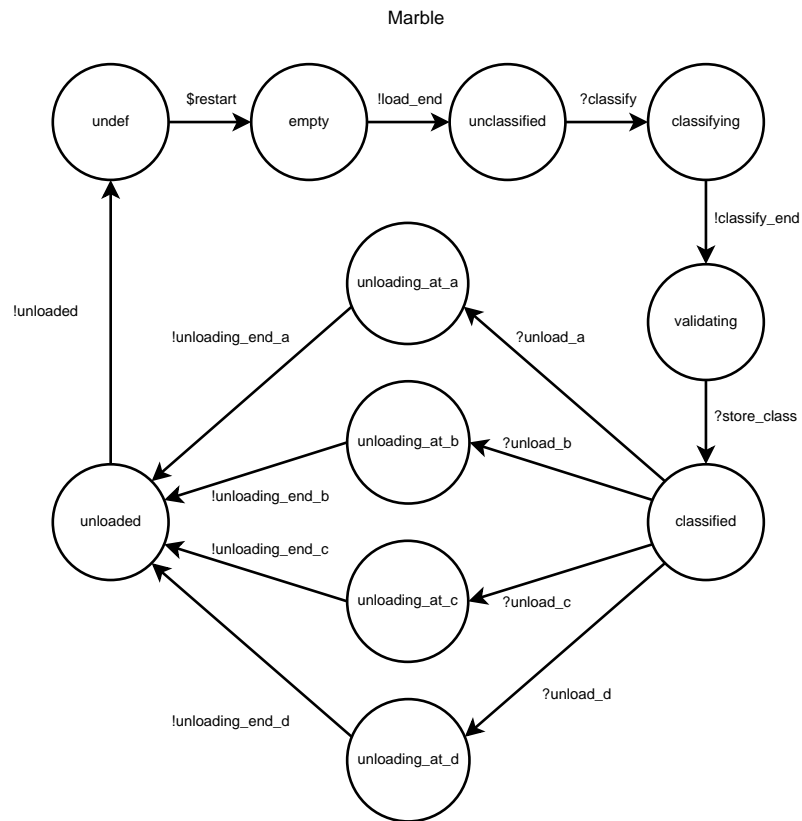 Marble
$restart
!load_end
?classify
undef
empty
unclassified
classifying
!classify_end
unloading_at_a
!unloaded
!unloading_end_a
?unload_a
validating
?store_class
unloading_at_b
?unload_b
!unloading_end_b
unloaded
classified
!unloading_end_c
unloading_at_c
?unload_c
?unload_d
!unloading_end_d
unloading_at_d